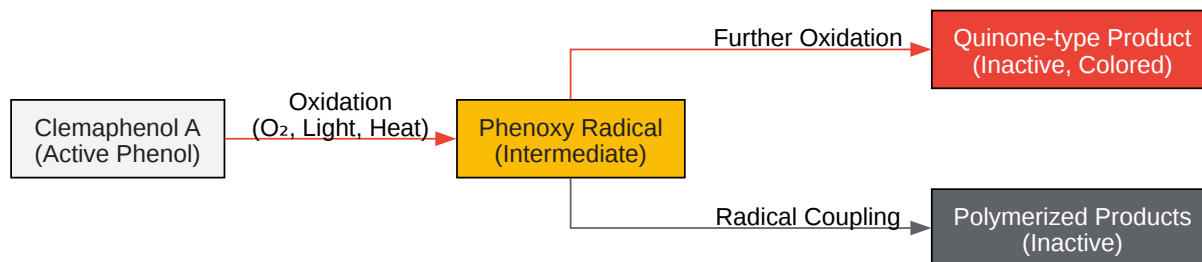 Clemaphenol A
(Active Phenol)
Oxidation
(O₂, Light, Heat)
Phenoxy Radical
(Intermediate)
Further Oxidation
Quinone-type Product
(Inactive, Colored)
Radical Coupling
Polymerized Products
(Inactive)